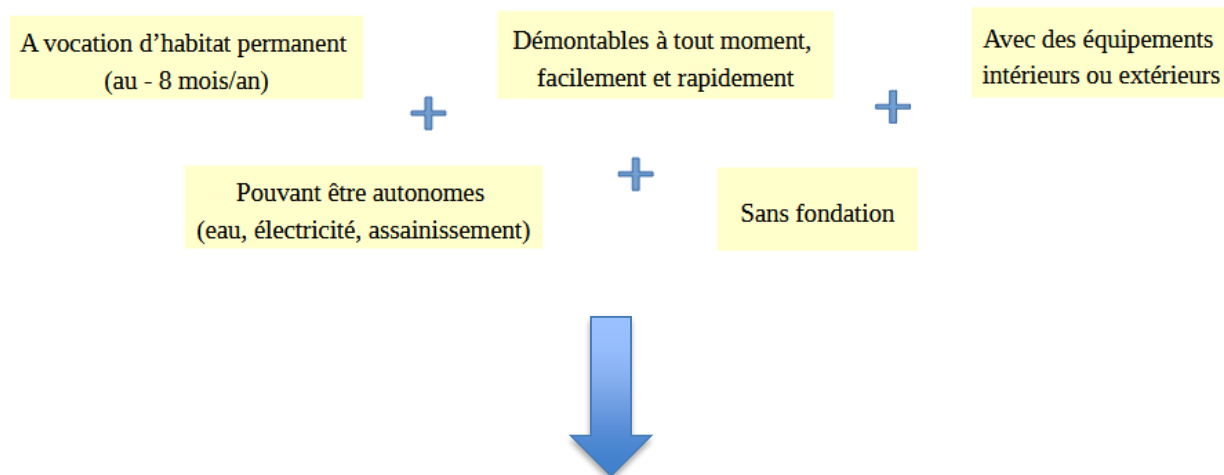 A vocation d’habitat permanent
(au - 8 mois/an)
Démontables à tout moment,
facilement et rapidement
Avec des équipements
intérieurs ou extérieurs
Pouvant être autonomes
(eau, électricité, assainissement)
Sans fondation